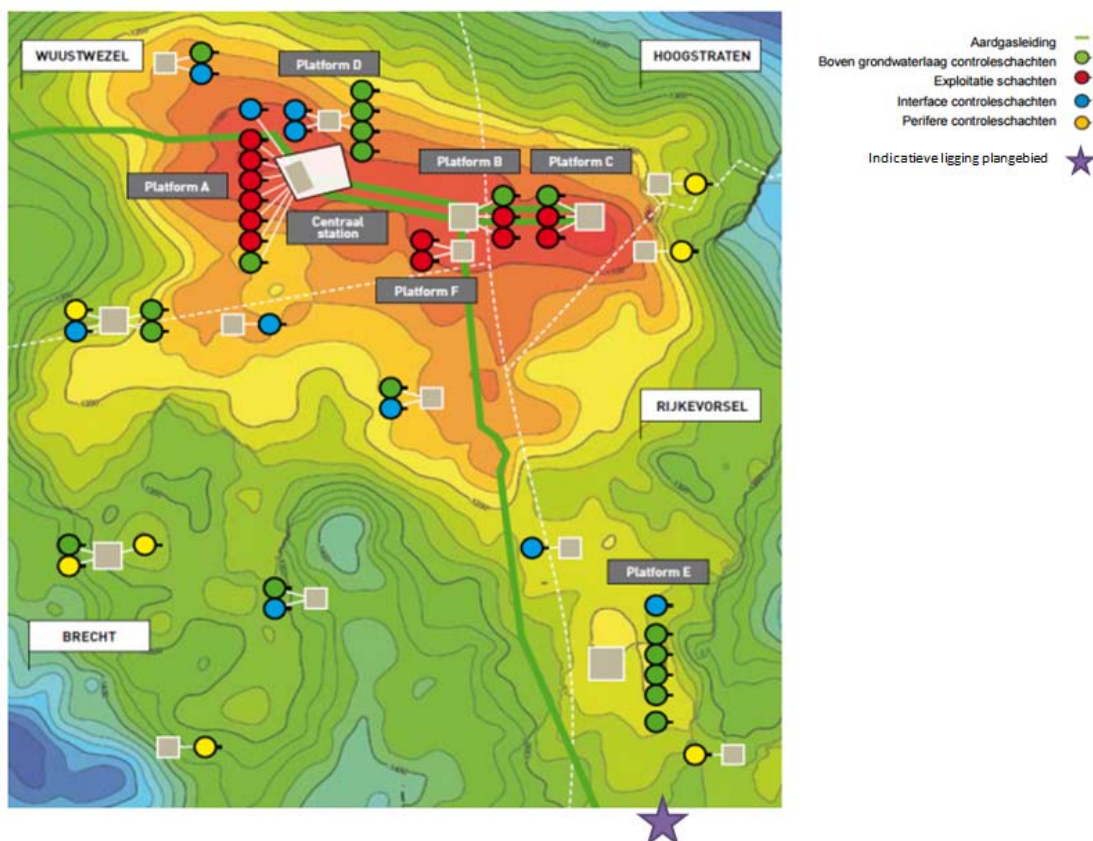 WUUSTWEZEL
HOOGSTRATEN
Platform D
Platform B
Platform C
Platform A
Centraal
station
Platform F
RIJKEVORSEL
Platform E
BRECHT
Aardgasleiding
Boven grondwaterlaag controleschachten
Exploitatie schachten
Interface controleschachten
Perifere controleschachten
Indicatieve ligging plangebied